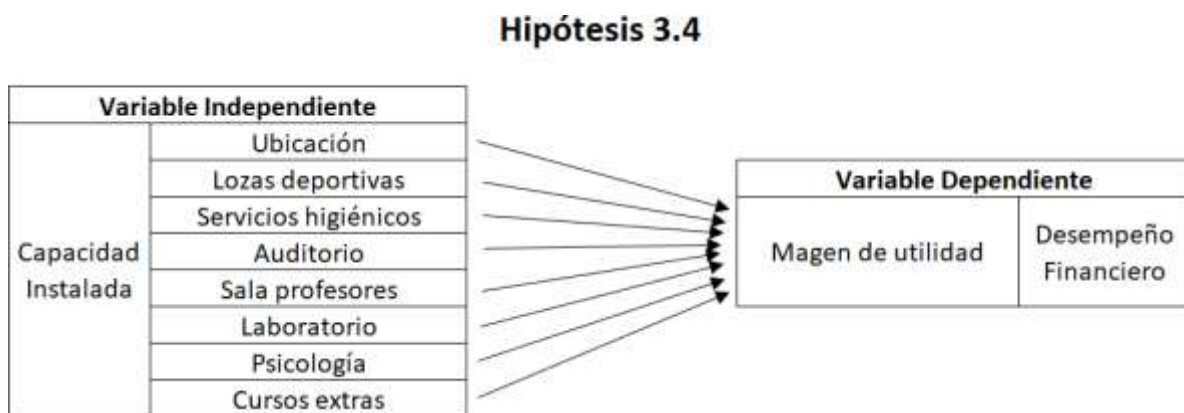 Hipótesis 3.4
Variable Independiente
Capacidad
Instalada
Ubicación
Lozas deportivas
Servicios higiénicos
Auditorio
Sala profesores
Laboratorio
Psicología
Cursos extras
Variable Dependiente
Magen de utilidad
Desempeño
Financiero